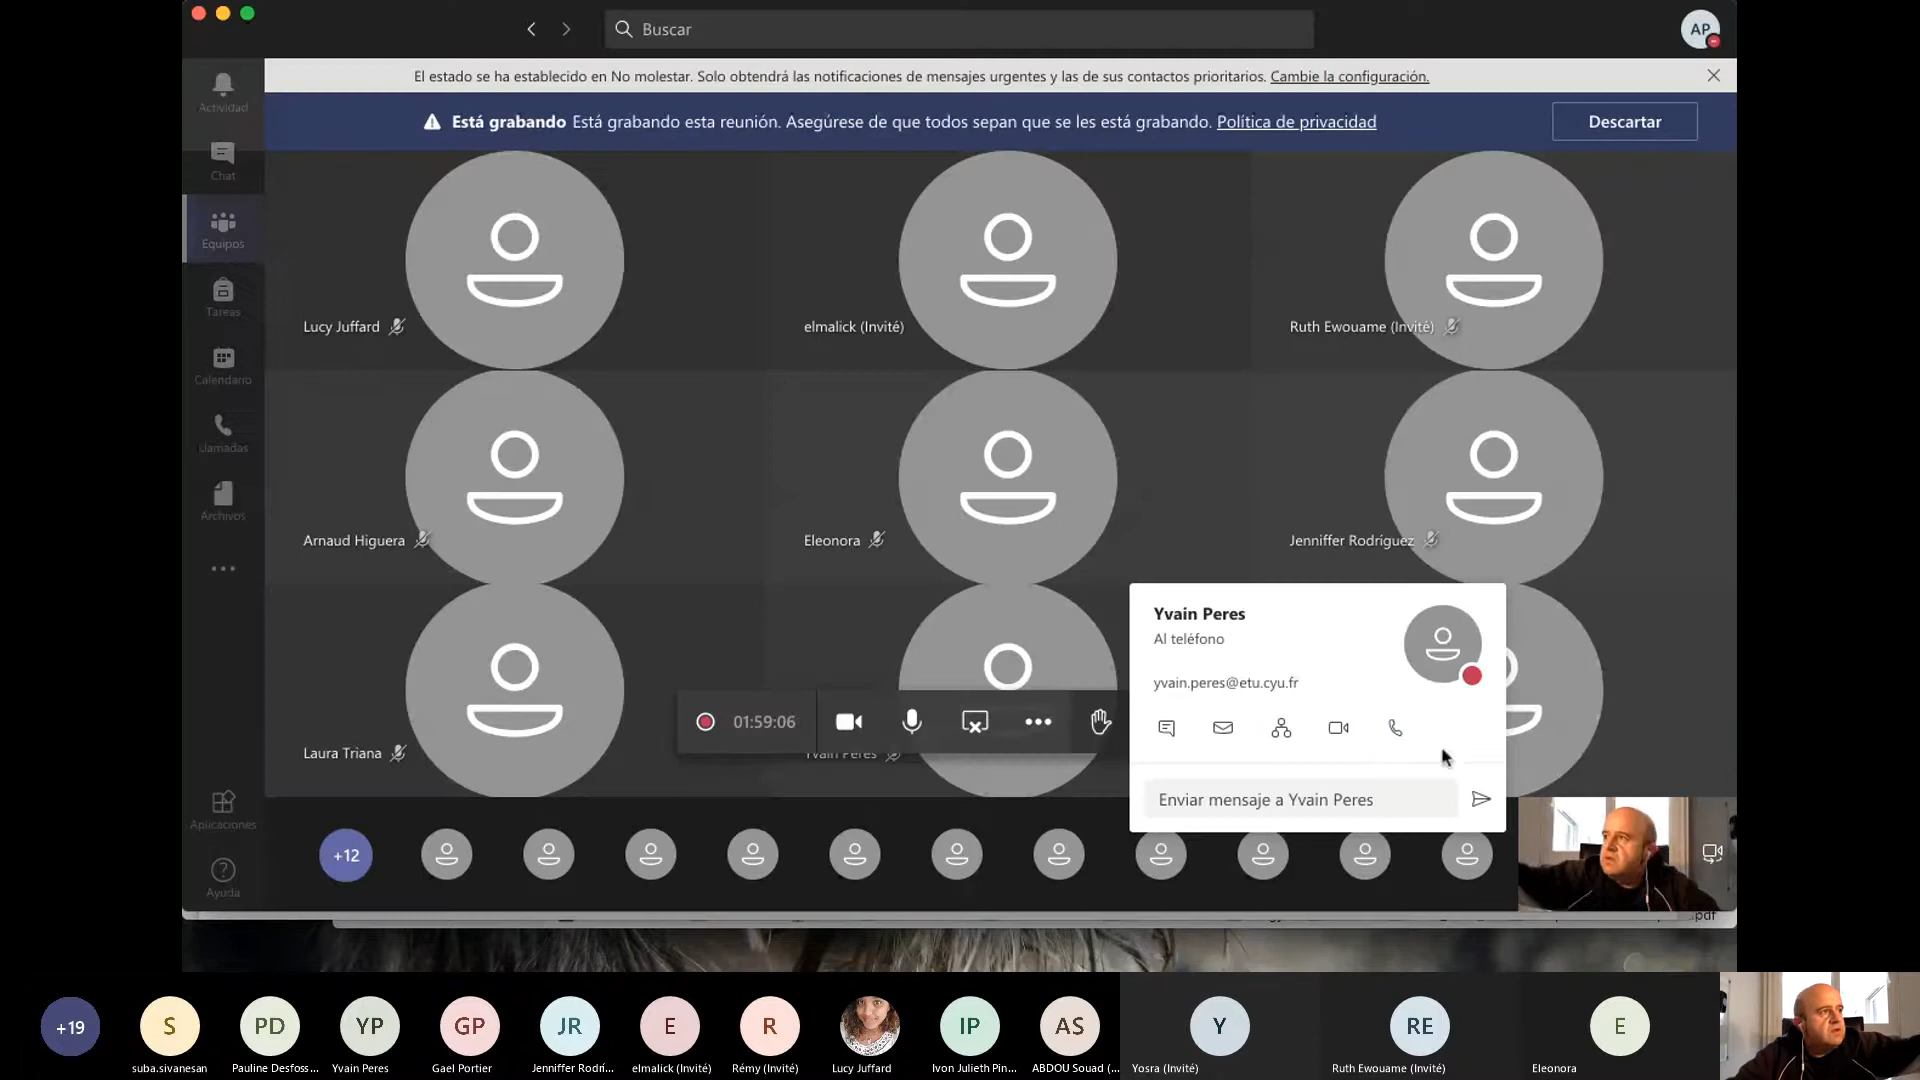 Buscar
AP
El estado se ha establecido en No molestar. Solo obtendrá las notificaciones de mensajes urgentes y las de sus contactos prioritarios. Cambie la configuración.
Está grabando Está grabando esta reunión. Asegúrese de que todos sepan que se les está grabando. Política de privacidad
Descartar
Actividad
Chat
Equipos
Tareas
Calendario
Llamadas
Archivos
Aplicaciones
Ayuda
Lucy Juffard
elmalick (Invité)
Ruth Ewouame (Invité)
Arnaud Higuera
Eleonora
Jenniffer Rodríguez
Laura Triana
Yvain Peres
01:59:06
Yvain Peres
Al teléfono
yvain.peres@etu.cyu.fr
Enviar mensaje a Yvain Peres
+12
.pdf
+19
S
PD
YP
GP
JR
E
R
IP
AS
Y
RE
E
suba.sivanesan
Pauline Desfoss...
Yvain Peres
Gael Portier
Jenniffer Rodrí...
elmalick (Invité)
Rémy (Invité)
Lucy Juffard
Ivon Julieth Pin...
ABDOU Souad (...
Yosra (Invité)
Ruth Ewouame (Invité)
Eleonora